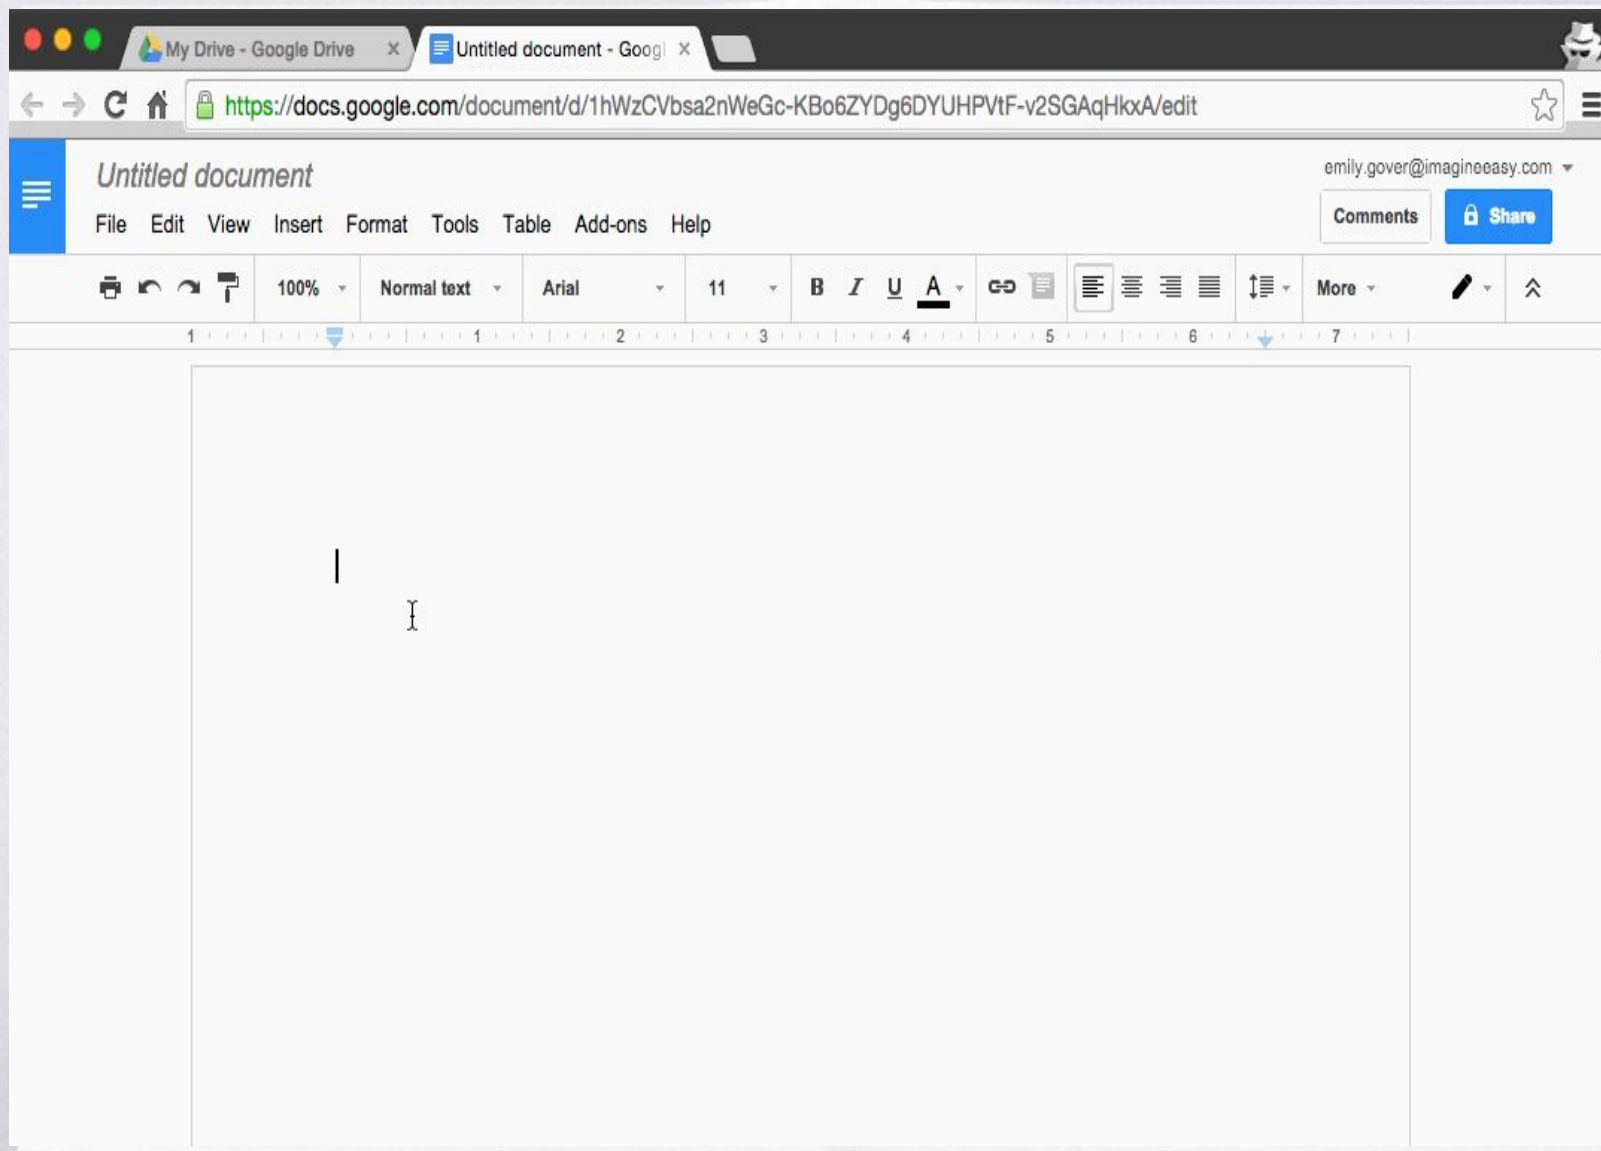 My Drive - Google Drive
Untitled document - Googl
https://docs.google.com/document/d/1hWzCVbsa2nWeGc-KBo6ZYDg6DYUHPVtF-v2SGAqHkxA/edit
Untitled document
emily.gover@imagineeasy.com
File Edit View Insert Format Tools Table Add-ons Help
Comments
Share
100% Normal text Arial 11 B I U A More
1 1 2 3 4 5 6 7